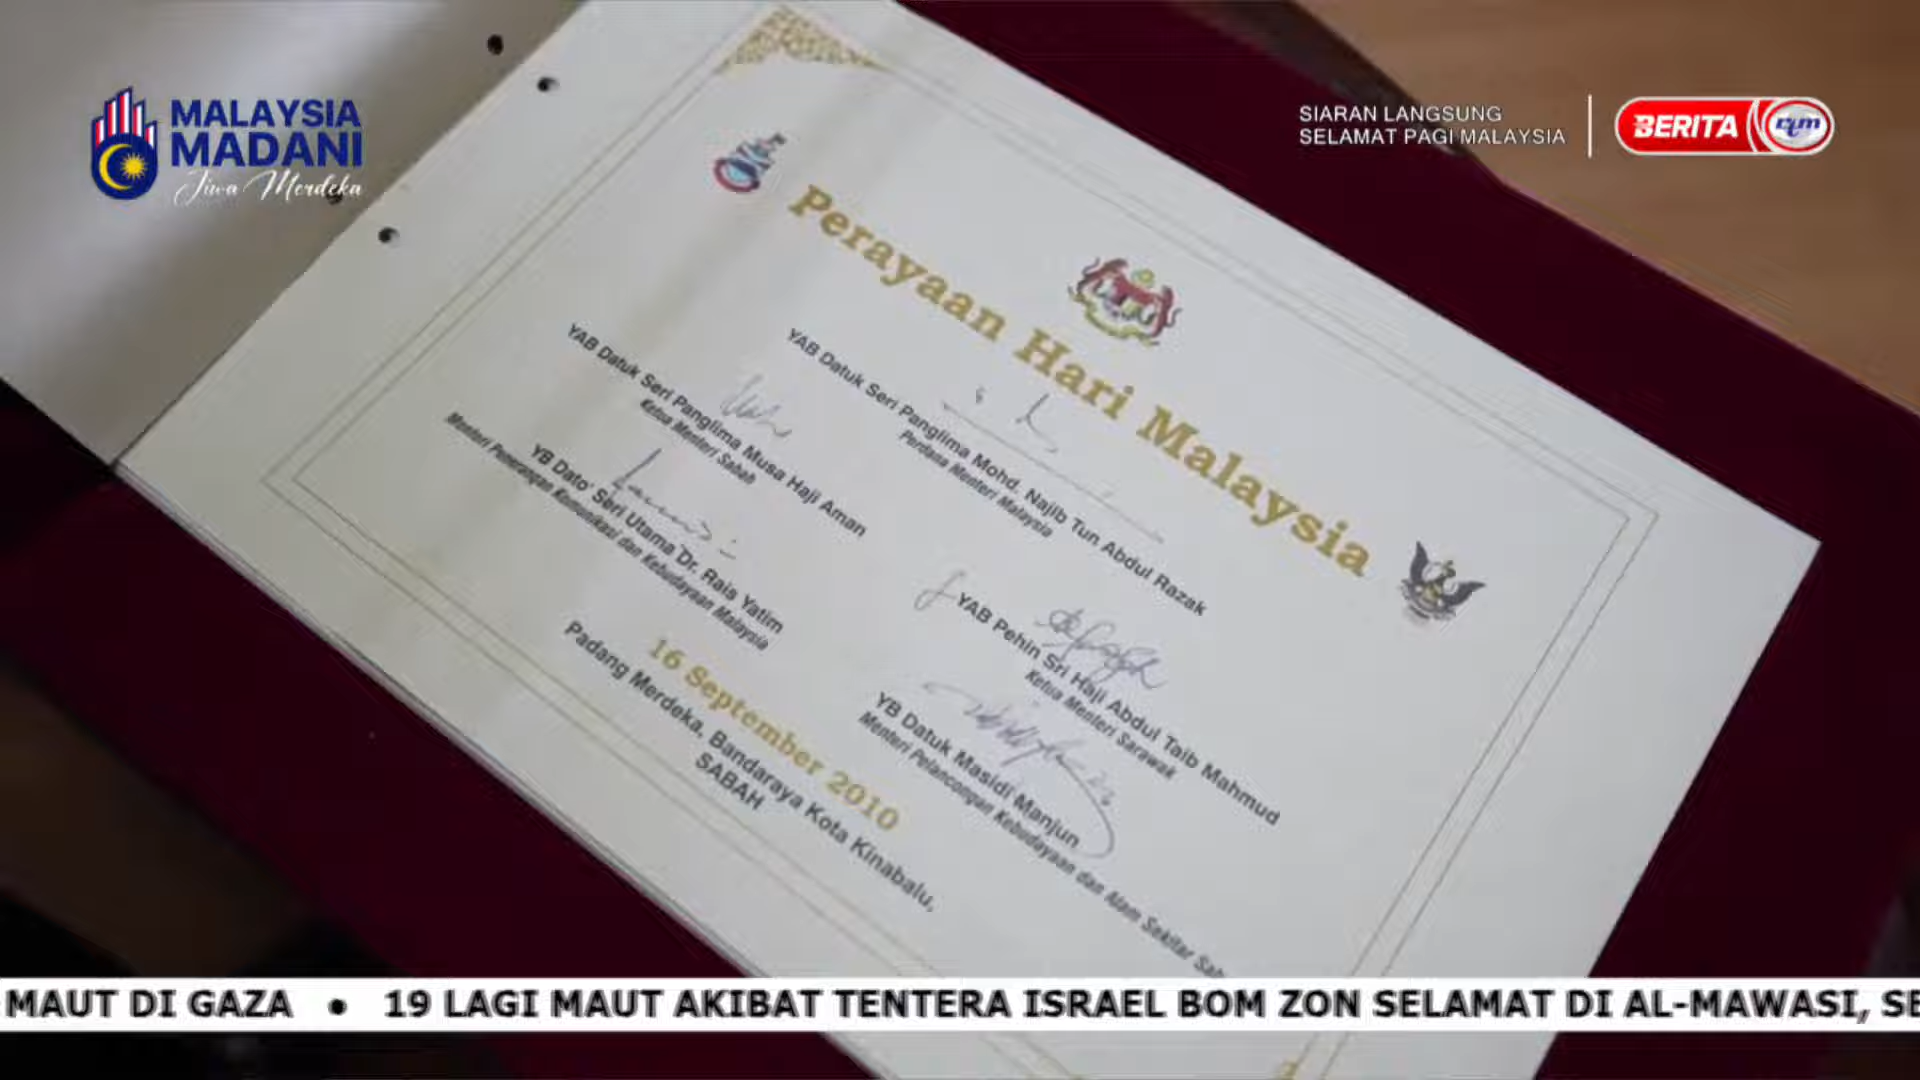 MALAYSIA
MADANI
Jiwa Merdeka
SIARAN LANGSUNG
SELAMAT PAGI MALAYSIA
BERITA rtm
Perayaan Hari Malaysia
YAB Datuk Seri Panglima Mohd. Najib Tun Abdul Razak
Perdana Menteri Malaysia
YAB Datuk Seri Panglima Musa Haji Aman
Ketua Menteri Sabah
YAB Pehin Sri Haji Abdul Taib Mahmud
Ketua Menteri Sarawak
YB Dato' Seri Utama Dr. Rais Yatim
Menteri Penerangan Komunikasi dan Kebudayaan Malaysia
YB Datuk Masidi Manjun
Menteri Pelancongan Kebudayaan dan Alam Sekitar Sab
16 September 2010
Padang Merdeka, Bandaraya Kota Kinabalu,
SABAH
MAUT DI GAZA • 19 LAGI MAUT AKIBAT TENTERA ISRAEL BOM ZON SELAMAT DI AL-MAWASI, SE